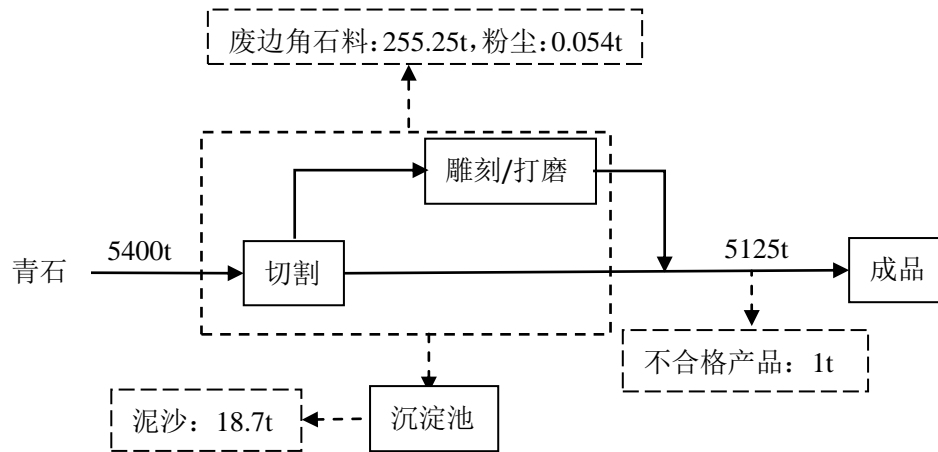 废边角石料：255.25t，粉尘：0.054t
雕刻/打磨
5400t
5125t
青石
切割
成品
不合格产品：1t
泥沙：18.7t
沉淀池